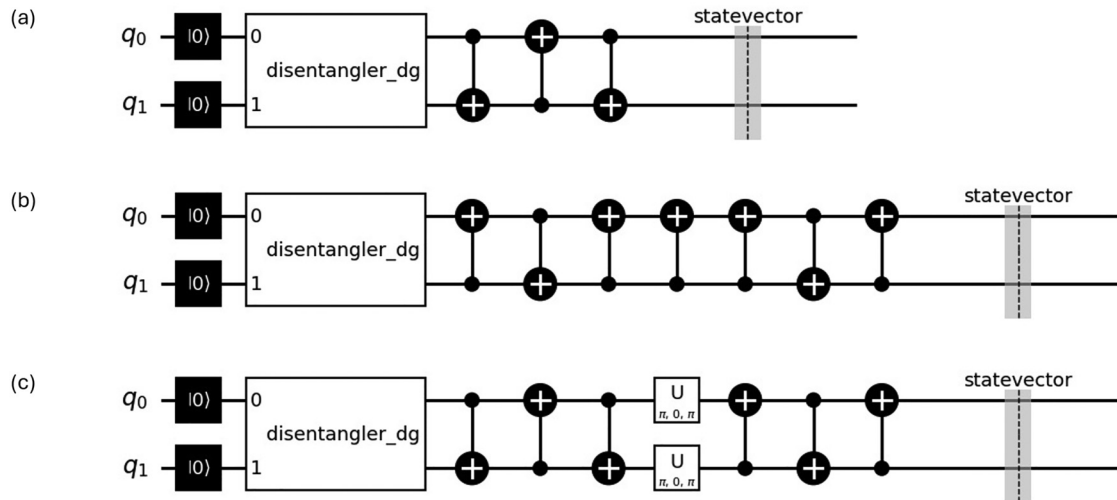 (a)
statevector
q0 |0⟩ 0
disentangler_dg
q1 |0⟩ 1
(b)
statevector
q0 |0⟩ 0
disentangler_dg
q1 |0⟩ 1
(c)
statevector
q0 |0⟩ 0 U
π, 0, π
disentangler_dg
q1 |0⟩ 1 U
π, 0, π